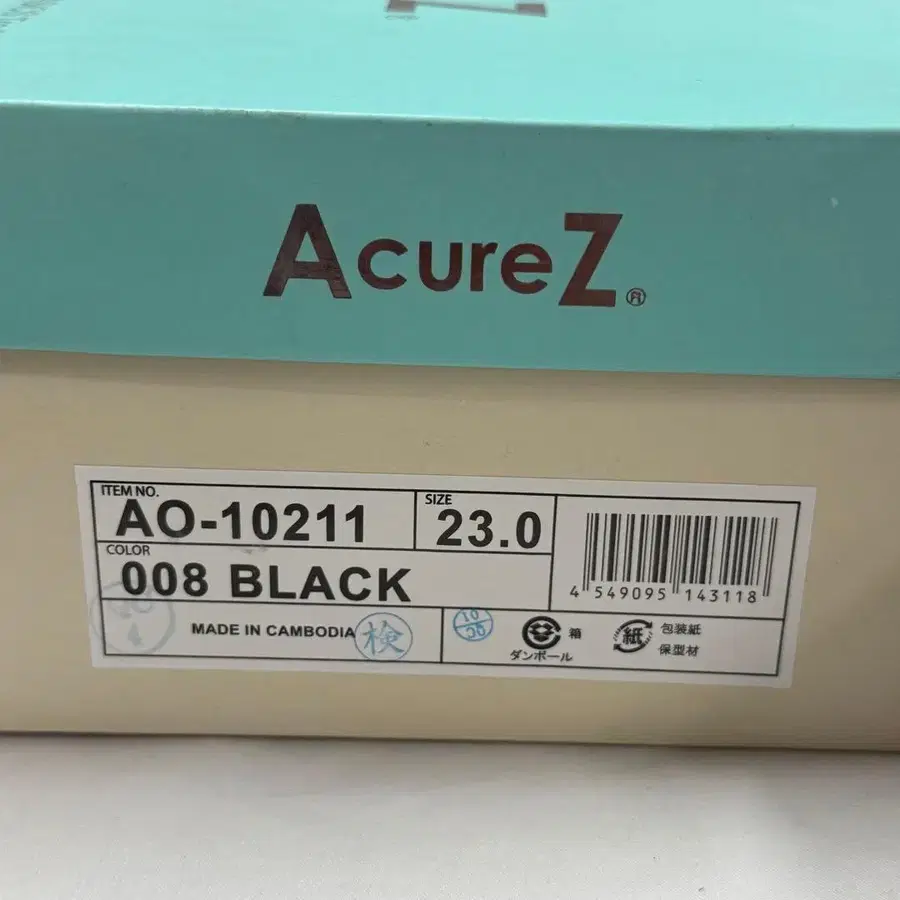 AcureZ®
ITEM NO.
AO-10211
SIZE
23.0
COLOR
008 BLACK
4 549095 143118
MADE IN CAMBODIA
検
箱
ダンボール
紙
包装紙
保型材